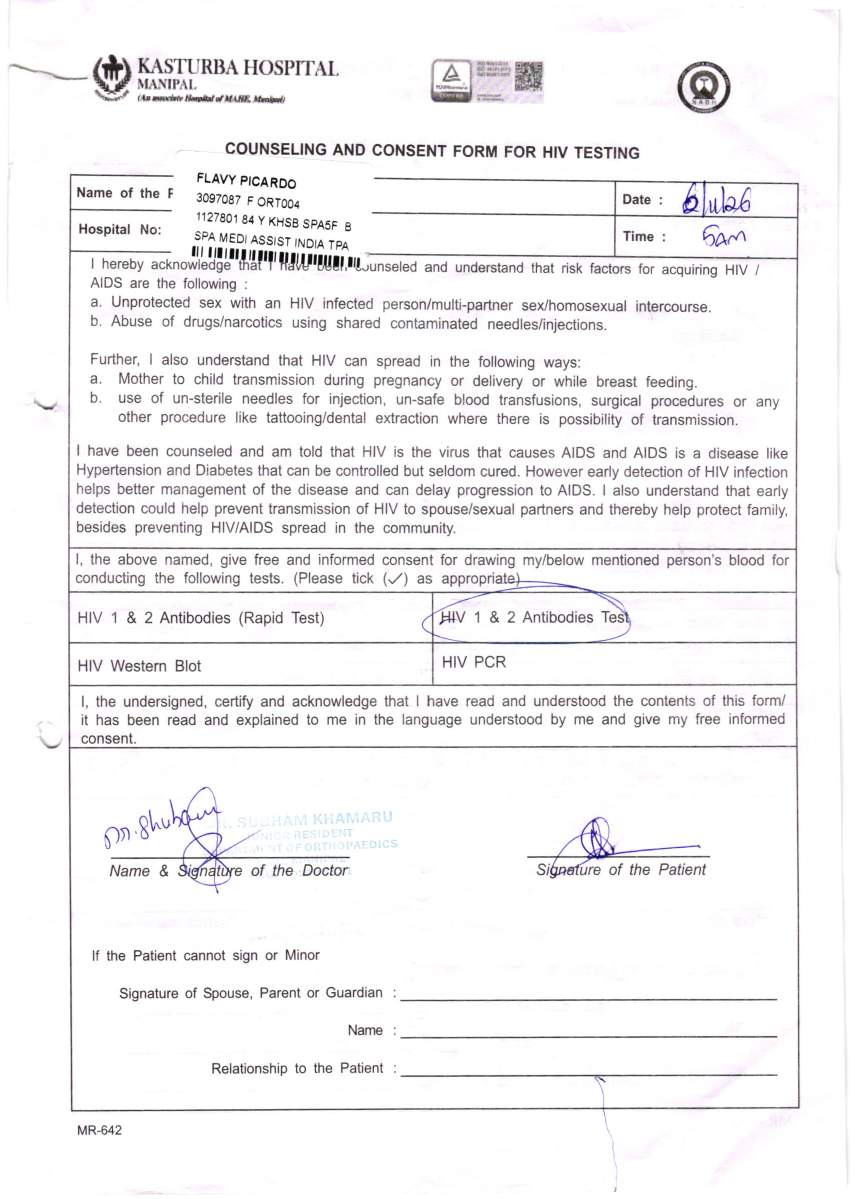 KASTURBA HOSPITAL
MANIPAL
(An associate Hospital of MAHE, Manipal)
NABH
COUNSELING AND CONSENT FORM FOR HIV TESTING
Name of the P
FLAVY PICARDO
3097087 F ORT004
Date :
Hospital No:
1127801 84 Y KHSB SPA5F B
SPA MEDI ASSIST INDIA TPA
Time : 5AM
I hereby acknowledge that I have been counseled and understand that risk factors for acquiring HIV /
AIDS are the following :
a. Unprotected sex with an HIV infected person/multi-partner sex/homosexual intercourse.
b. Abuse of drugs/narcotics using shared contaminated needles/injections.
Further, I also understand that HIV can spread in the following ways:
a. Mother to child transmission during pregnancy or delivery or while breast feeding.
b. use of un-sterile needles for injection, un-safe blood transfusions, surgical procedures or any
other procedure like tattooing/dental extraction where there is possibility of transmission.
I have been counseled and am told that HIV is the virus that causes AIDS and AIDS is a disease like
Hypertension and Diabetes that can be controlled but seldom cured. However early detection of HIV infection
helps better management of the disease and can delay progression to AIDS. I also understand that early
detection could help prevent transmission of HIV to spouse/sexual partners and thereby help protect family,
besides preventing HIV/AIDS spread in the community.
I, the above named, give free and informed consent for drawing my/below mentioned person's blood for
conducting the following tests. (Please tick (✓) as appropriate)
HIV 1 & 2 Antibodies (Rapid Test)
HIV 1 & 2 Antibodies Test
HIV Western Blot
HIV PCR
I, the undersigned, certify and acknowledge that I have read and understood the contents of this form/
it has been read and explained to me in the language understood by me and give my free informed
consent.
Dr. Shubam
SUBHAM KHAMARU
JUNIOR RESIDENT
DEPARTMENT OF ORTHOPAEDICS
Name & Signature of the Doctor
Signature of the Patient
If the Patient cannot sign or Minor
Signature of Spouse, Parent or Guardian :
Name :
Relationship to the Patient :
MR-642